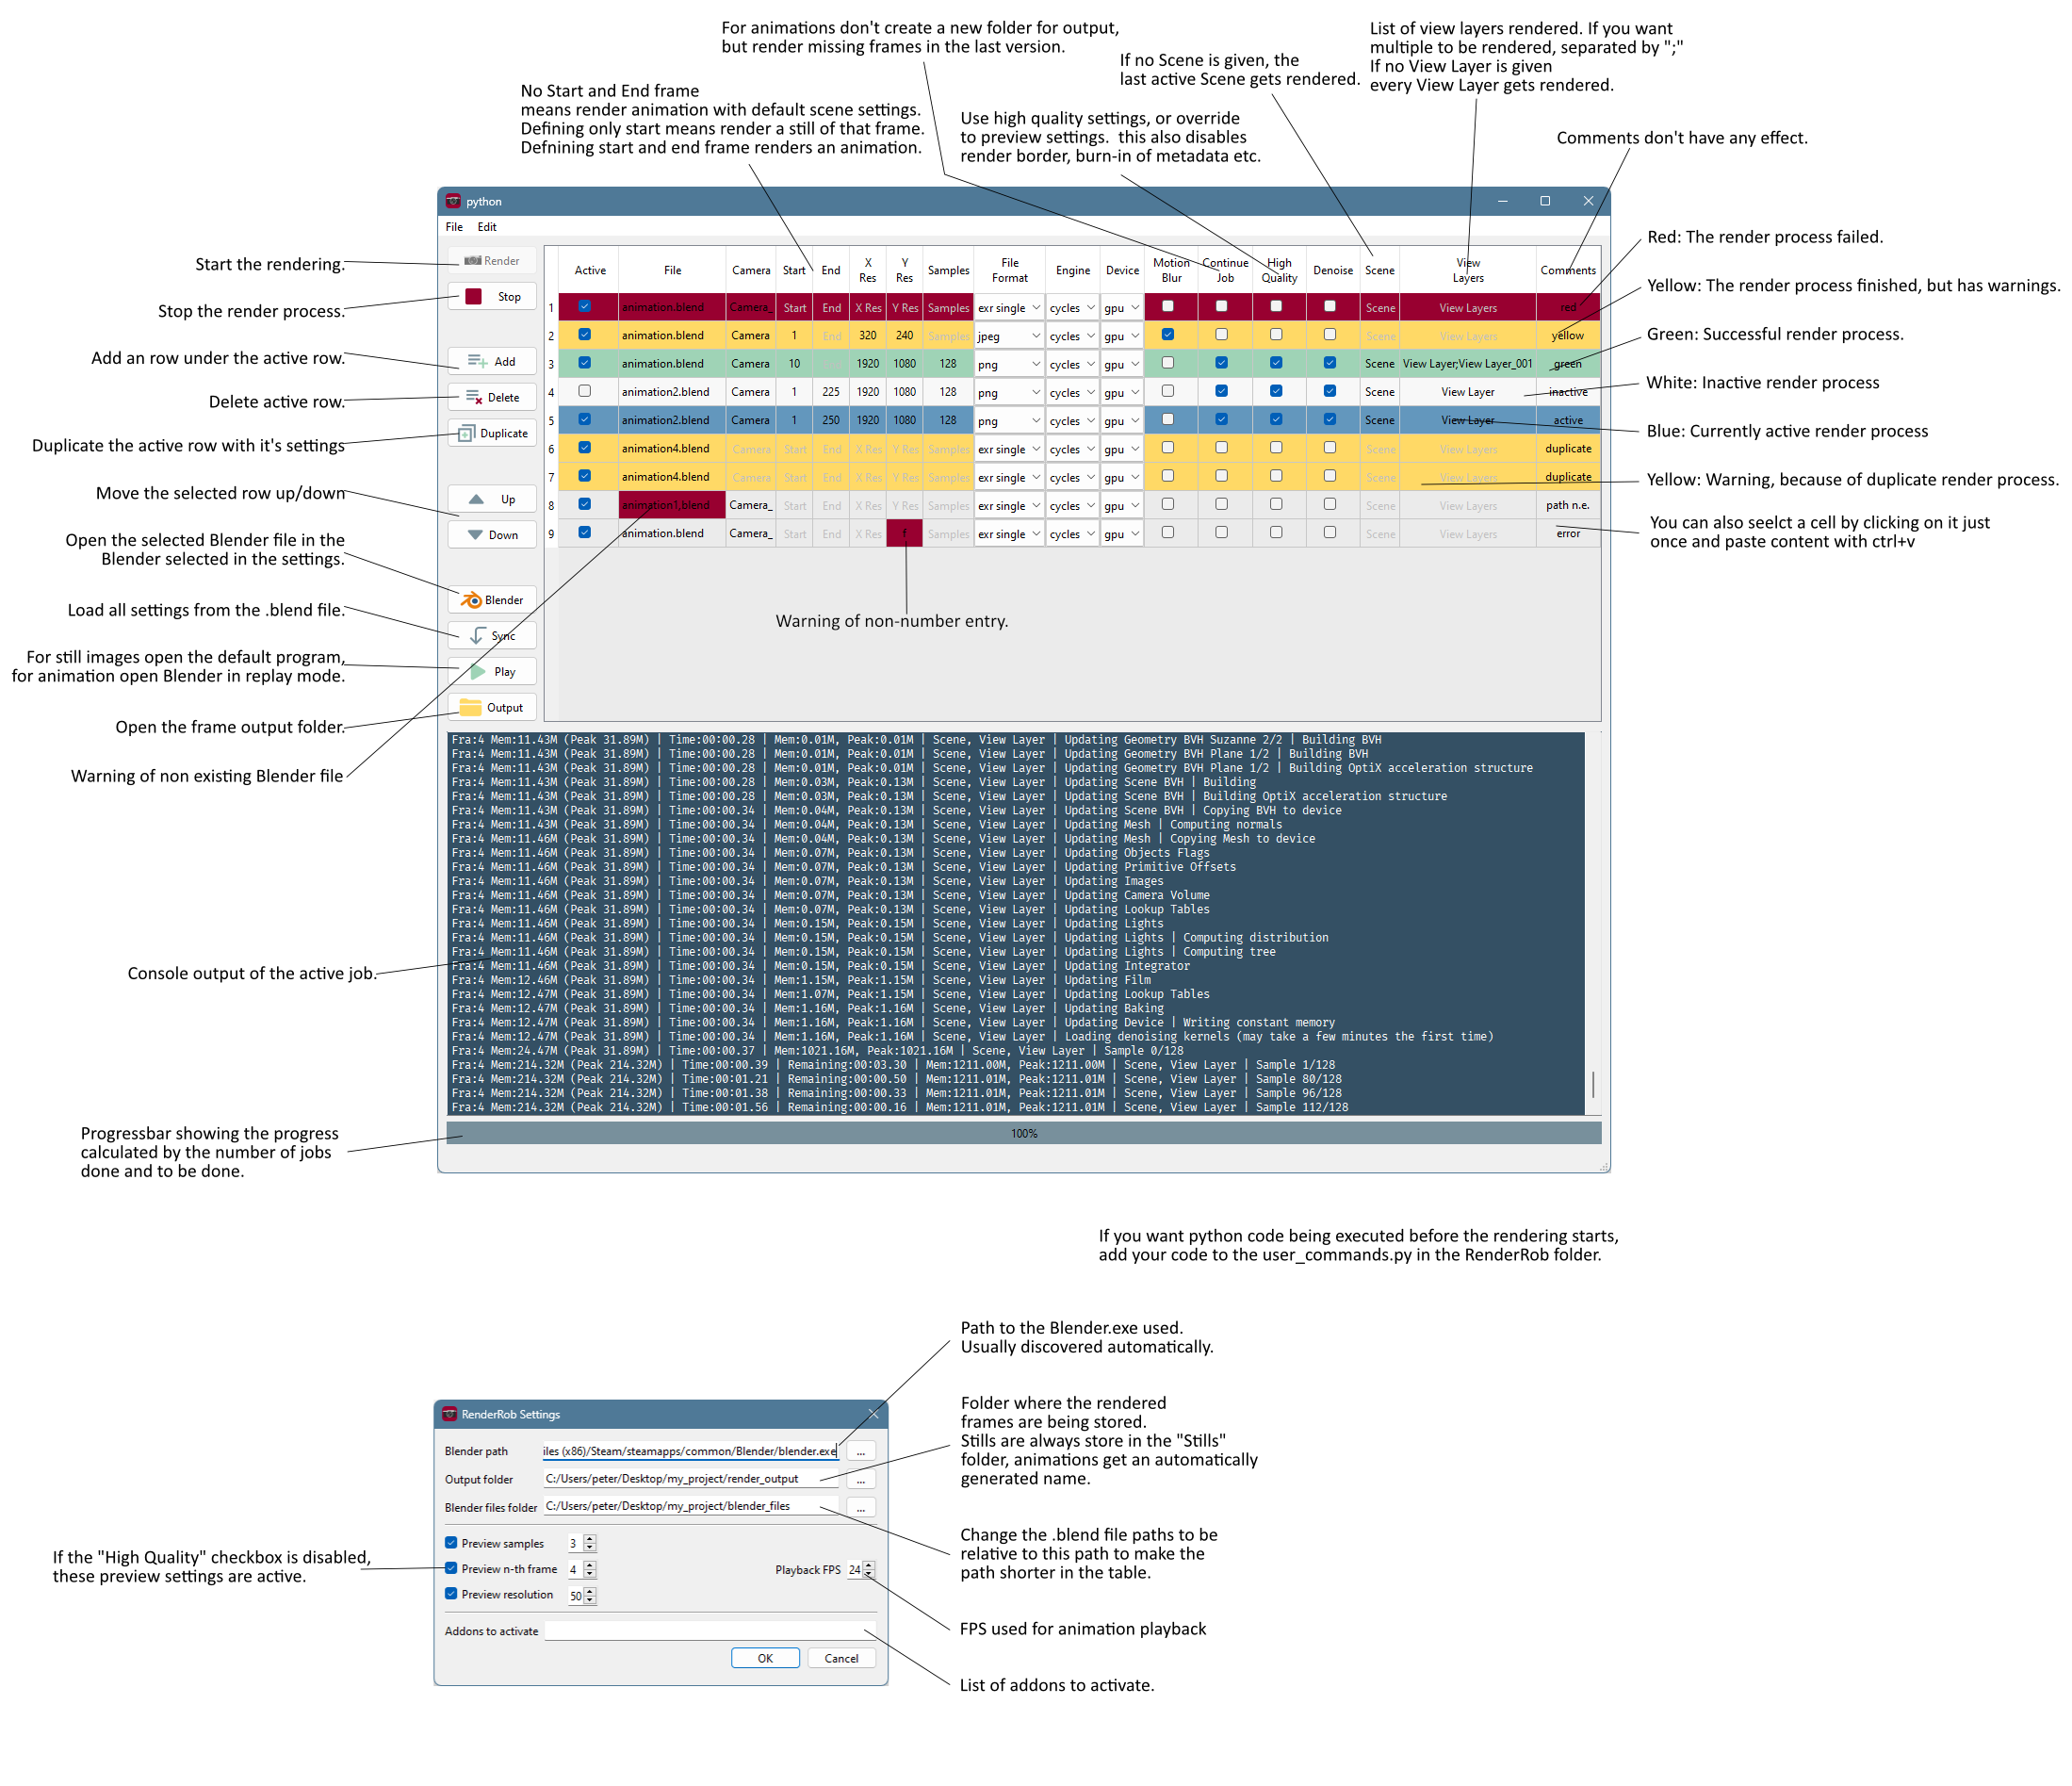 For animations don't create a new folder for output,
but render missing frames in the last version.
List of view layers rendered. If you want
multiple to be rendered, separated by ";"
If no View Layer is given
every View Layer gets rendered.
If no Scene is given, the
last active Scene gets rendered.
No Start and End frame
means render animation with default scene settings.
Defining only start means render a still of that frame.
Defnining start and end frame renders an animation.
Use high quality settings, or override
to preview settings.  this also disables
render border, burn-in of metadata etc.
Comments don't have any effect.
python
File Edit
Start the rendering.
Stop the render process.
Add an row under the active row.
Delete active row.
Duplicate the active row with it's settings
Move the selected row up/down
Open the selected Blender file in the
Blender selected in the settings.
Load all settings from the .blend file.
For still images open the default program,
for animation open Blender in replay mode.
Open the frame output folder.
Warning of non existing Blender file
Render
Stop
Add
Delete
Duplicate
Up
Down
Blender
Sync
Play
Output
Active File Camera Start End X Res Y Res Samples File Format Engine Device Motion Blur Continue Job High Quality Denoise Scene View Layers Comments
1 animation.blend Camera_ Start End X Res Y Res Samples exr single cycles gpu Scene View Layers red
2 animation.blend Camera 1 End 320 240 Samples jpeg cycles gpu Scene View Layers yellow
3 animation.blend Camera 10 1920 1080 128 png cycles gpu Scene View Layer;View Layer_001 green
4 animation2.blend Camera 1 225 1920 1080 128 png cycles gpu Scene View Layer inactive
5 animation2.blend Camera 1 250 1920 1080 128 png cycles gpu Scene View Layer active
6 animation4.blend Camera Start End X Res Y Res Samples exr single cycles gpu Scene View Layers duplicate
7 animation4.blend Camera Start End X Res Y Res Samples exr single cycles gpu Scene View Layers duplicate
8 animation1.blend Camera_ Start End X Res Y Res Samples exr single cycles gpu Scene View Layers path n.e.
9 animation.blend Camera_ Start End X Res f Samples exr single cycles gpu Scene View Layers error
Red: The render process failed.
Yellow: The render process finished, but has warnings.
Green: Successful render process.
White: Inactive render process
Blue: Currently active render process
Yellow: Warning, because of duplicate render process.
You can also seelct a cell by clicking on it just
once and paste content with ctrl+v
Warning of non-number entry.
Fra:4 Mem:11.43M (Peak 31.89M) | Time:00:00.28 | Mem:0.01M, Peak:0.01M | Scene, View Layer | Updating Geometry BVH Suzanne 2/2 | Building BVH
Fra:4 Mem:11.43M (Peak 31.89M) | Time:00:00.28 | Mem:0.01M, Peak:0.01M | Scene, View Layer | Updating Geometry BVH Plane 1/2 | Building BVH
Fra:4 Mem:11.43M (Peak 31.89M) | Time:00:00.28 | Mem:0.01M, Peak:0.01M | Scene, View Layer | Updating Geometry BVH Plane 1/2 | Building OptiX acceleration structure
Fra:4 Mem:11.43M (Peak 31.89M) | Time:00:00.28 | Mem:0.03M, Peak:0.13M | Scene, View Layer | Updating Scene BVH | Building
Fra:4 Mem:11.43M (Peak 31.89M) | Time:00:00.28 | Mem:0.03M, Peak:0.13M | Scene, View Layer | Updating Scene BVH | Building OptiX acceleration structure
Fra:4 Mem:11.43M (Peak 31.89M) | Time:00:00.34 | Mem:0.04M, Peak:0.13M | Scene, View Layer | Updating Scene BVH | Copying BVH to device
Fra:4 Mem:11.43M (Peak 31.89M) | Time:00:00.34 | Mem:0.04M, Peak:0.13M | Scene, View Layer | Updating Mesh | Computing normals
Fra:4 Mem:11.46M (Peak 31.89M) | Time:00:00.34 | Mem:0.04M, Peak:0.13M | Scene, View Layer | Updating Mesh | Copying Mesh to device
Fra:4 Mem:11.46M (Peak 31.89M) | Time:00:00.34 | Mem:0.07M, Peak:0.13M | Scene, View Layer | Updating Objects Flags
Fra:4 Mem:11.46M (Peak 31.89M) | Time:00:00.34 | Mem:0.07M, Peak:0.13M | Scene, View Layer | Updating Primitive Offsets
Fra:4 Mem:11.46M (Peak 31.89M) | Time:00:00.34 | Mem:0.07M, Peak:0.13M | Scene, View Layer | Updating Images
Fra:4 Mem:11.46M (Peak 31.89M) | Time:00:00.34 | Mem:0.07M, Peak:0.13M | Scene, View Layer | Updating Camera Volume
Fra:4 Mem:11.46M (Peak 31.89M) | Time:00:00.34 | Mem:0.07M, Peak:0.13M | Scene, View Layer | Updating Lookup Tables
Fra:4 Mem:11.46M (Peak 31.89M) | Time:00:00.34 | Mem:0.15M, Peak:0.15M | Scene, View Layer | Updating Lights
Fra:4 Mem:11.46M (Peak 31.89M) | Time:00:00.34 | Mem:0.15M, Peak:0.15M | Scene, View Layer | Updating Lights | Computing distribution
Fra:4 Mem:11.46M (Peak 31.89M) | Time:00:00.34 | Mem:0.15M, Peak:0.15M | Scene, View Layer | Updating Lights | Computing tree
Fra:4 Mem:11.46M (Peak 31.89M) | Time:00:00.34 | Mem:0.15M, Peak:0.15M | Scene, View Layer | Updating Integrator
Fra:4 Mem:12.46M (Peak 31.89M) | Time:00:00.34 | Mem:1.15M, Peak:1.15M | Scene, View Layer | Updating Film
Fra:4 Mem:12.47M (Peak 31.89M) | Time:00:00.34 | Mem:1.07M, Peak:1.15M | Scene, View Layer | Updating Lookup Tables
Fra:4 Mem:12.47M (Peak 31.89M) | Time:00:00.34 | Mem:1.16M, Peak:1.16M | Scene, View Layer | Updating Baking
Fra:4 Mem:12.47M (Peak 31.89M) | Time:00:00.34 | Mem:1.16M, Peak:1.16M | Scene, View Layer | Updating Device | Writing constant memory
Fra:4 Mem:12.47M (Peak 31.89M) | Time:00:00.34 | Mem:1.16M, Peak:1.16M | Scene, View Layer | Loading denoising kernels (may take a few minutes the first time)
Fra:4 Mem:24.47M (Peak 31.89M) | Time:00:00.37 | Mem:1021.16M, Peak:1021.16M | Scene, View Layer | Sample 0/128
Fra:4 Mem:214.32M (Peak 214.32M) | Time:00:00.39 | Remaining:00:03.30 | Mem:1211.00M, Peak:1211.00M | Scene, View Layer | Sample 1/128
Fra:4 Mem:214.32M (Peak 214.32M) | Time:00:01.21 | Remaining:00:00.50 | Mem:1211.01M, Peak:1211.01M | Scene, View Layer | Sample 80/128
Fra:4 Mem:214.32M (Peak 214.32M) | Time:00:01.38 | Remaining:00:00.33 | Mem:1211.01M, Peak:1211.01M | Scene, View Layer | Sample 96/128
Fra:4 Mem:214.32M (Peak 214.32M) | Time:00:01.56 | Remaining:00:00.16 | Mem:1211.01M, Peak:1211.01M | Scene, View Layer | Sample 112/128
Console output of the active job.
100%
Progressbar showing the progress
calculated by the number of jobs
done and to be done.
If you want python code being executed before the rendering starts,
add your code to the user_commands.py in the RenderRob folder.
Path to the Blender.exe used.
Usually discovered automatically.
Folder where the rendered
frames are being stored.
Stills are always store in the "Stills"
folder, animations get an automatically
generated name.
Change the .blend file paths to be
relative to this path to make the
path shorter in the table.
FPS used for animation playback
List of addons to activate.
If the "High Quality" checkbox is disabled,
these preview settings are active.
RenderRob Settings
Blender path iles (x86)/Steam/steamapps/common/Blender/blender.exe ...
Output folder C:/Users/peter/Desktop/my_project/render_output ...
Blender files folder C:/Users/peter/Desktop/my_project/blender_files ...
Preview samples 3
Preview n-th frame 4 Playback FPS 24
Preview resolution 50
Addons to activate
OK Cancel